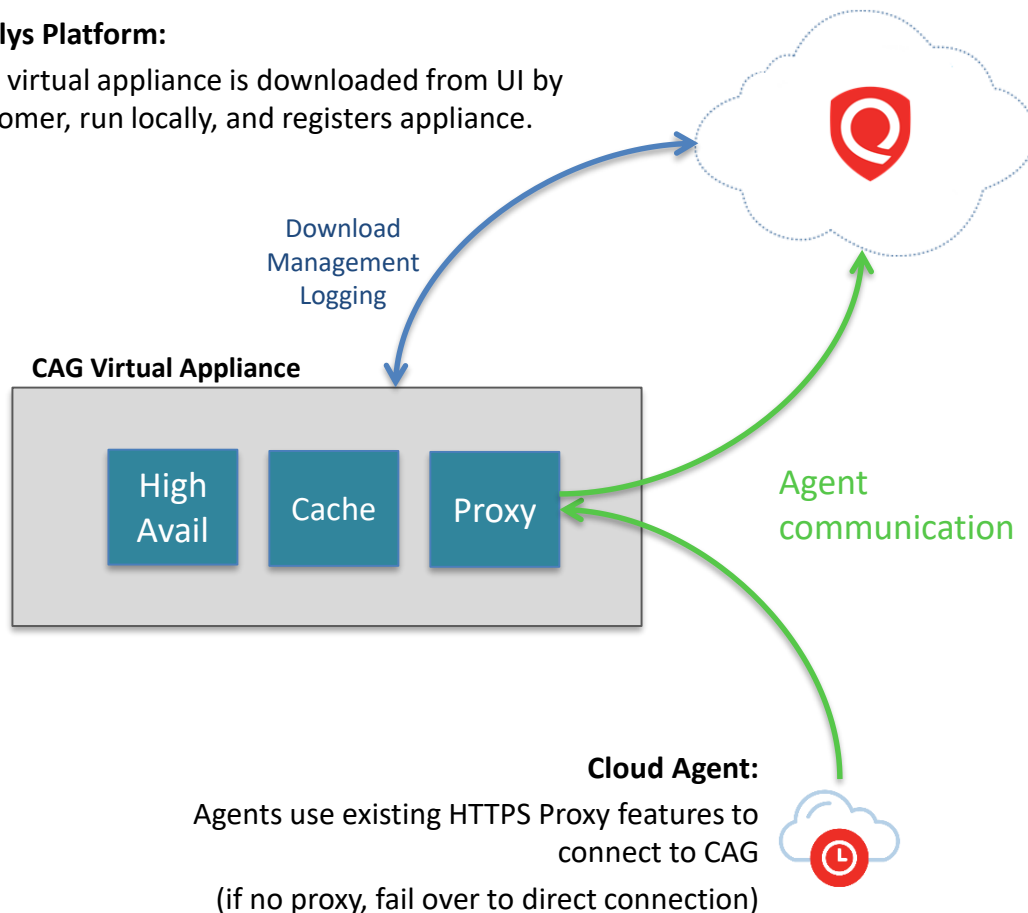 lys Platform:
virtual appliance is downloaded from UI by
omer, run locally, and registers appliance.
Download
Management
Logging
CAG Virtual Appliance
High
Avail
Cache
Proxy
Agent
communication
Cloud Agent:
Agents use existing HTTPS Proxy features to
connect to CAG
(if no proxy, fail over to direct connection)